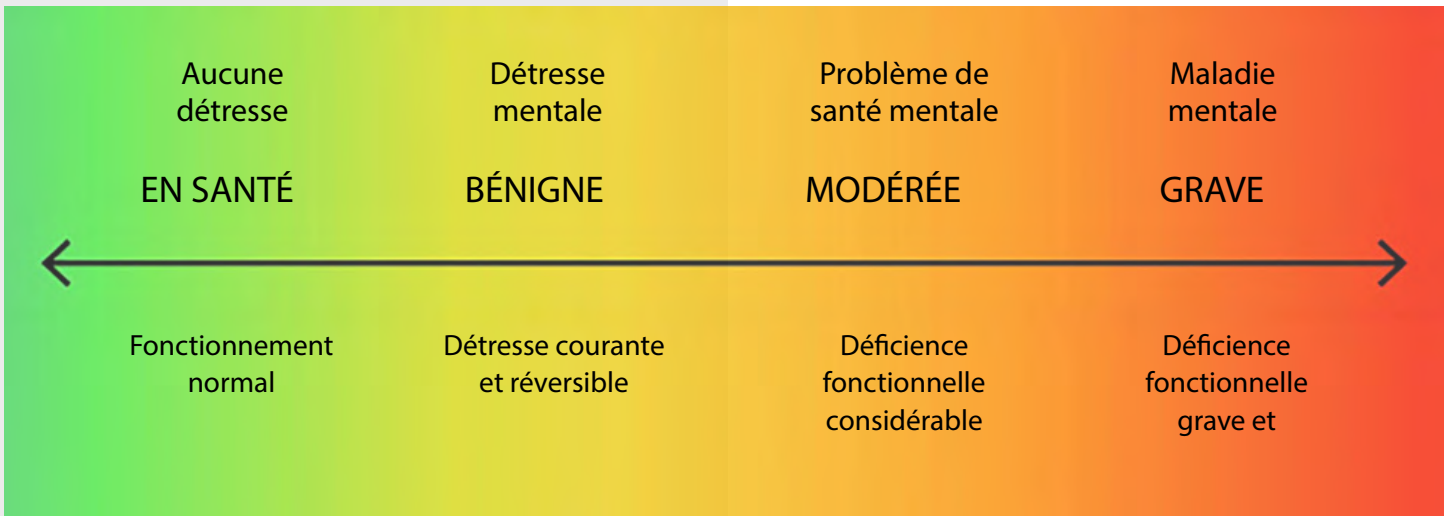 Aucune
détresse
Détresse
mentale
Problème de
santé mentale
Maladie
mentale
EN SANTÉ
BÉNIGNE
MODÉRÉE
GRAVE
Fonctionnement
normal
Détresse courante
et réversible
Déficience
fonctionnelle
considérable
Déficience
fonctionnelle
grave et